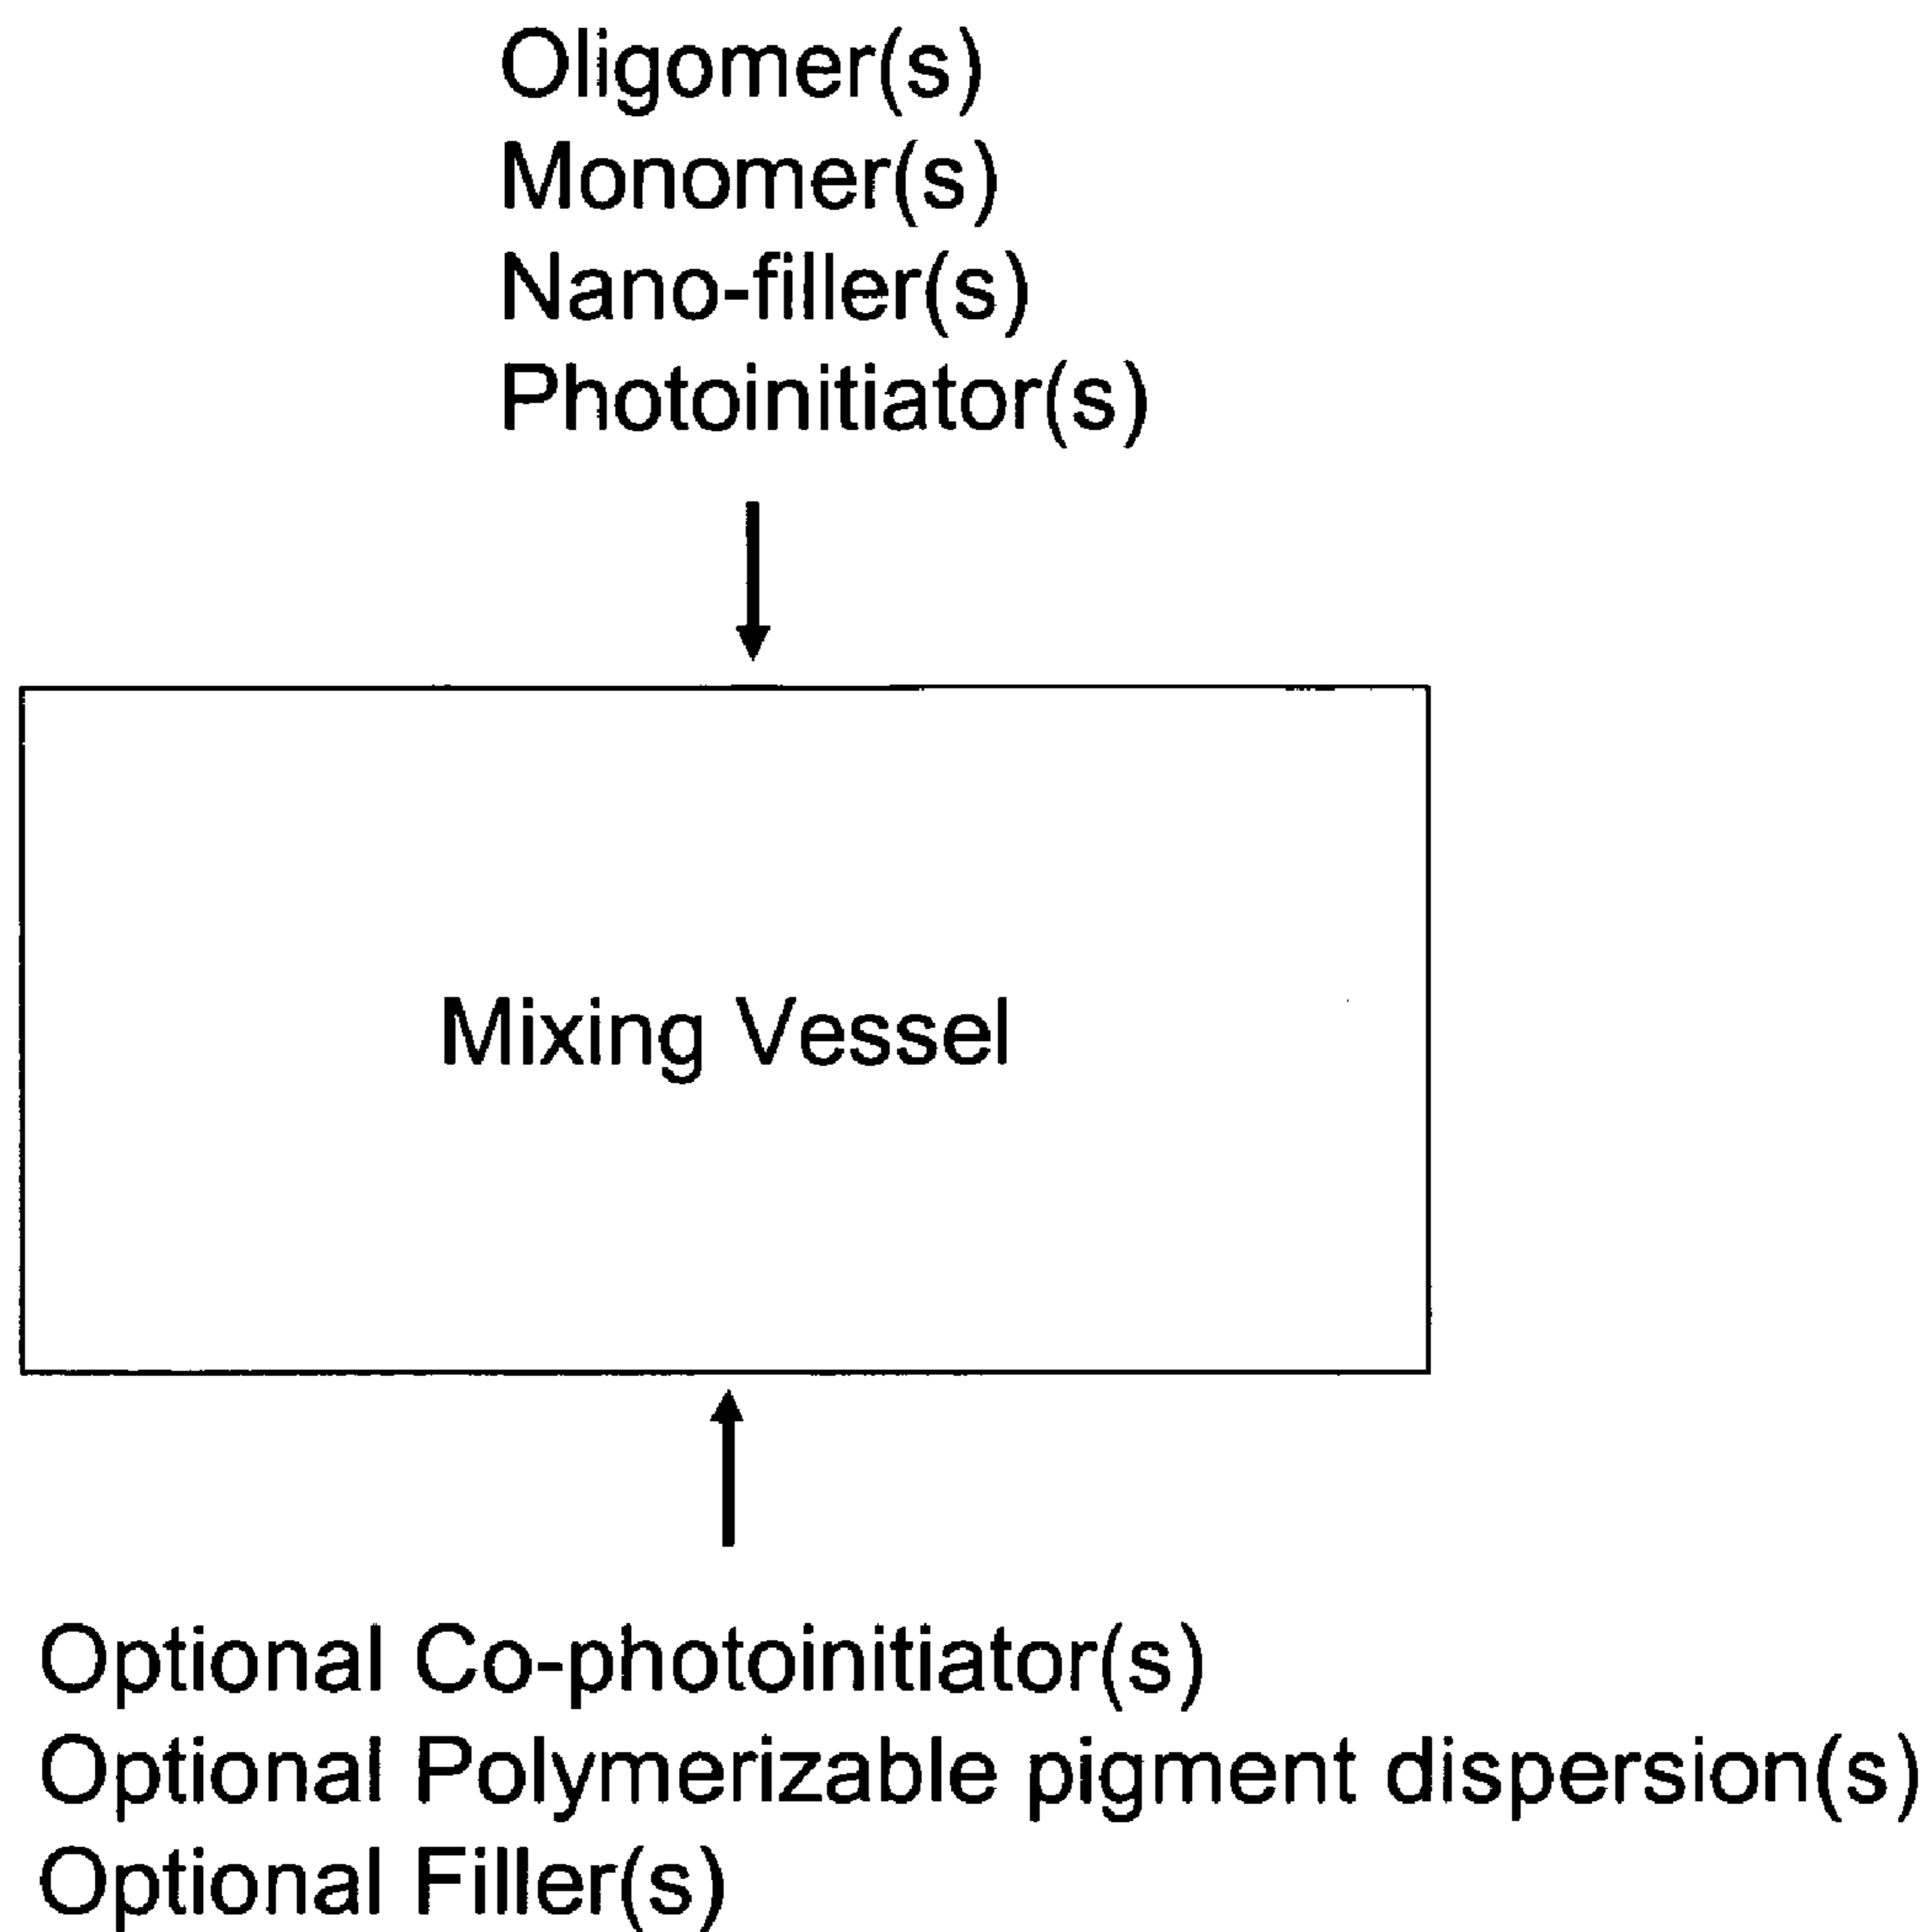 Oligomer(s)
Monomer(s)
Nano-filler(s)
Photoinitiator(s)
Mixing Vessel
Optional Co-photoinitiator(s)
Optional Polymerizable pigment dispersion(s)
Optional Filler(s)